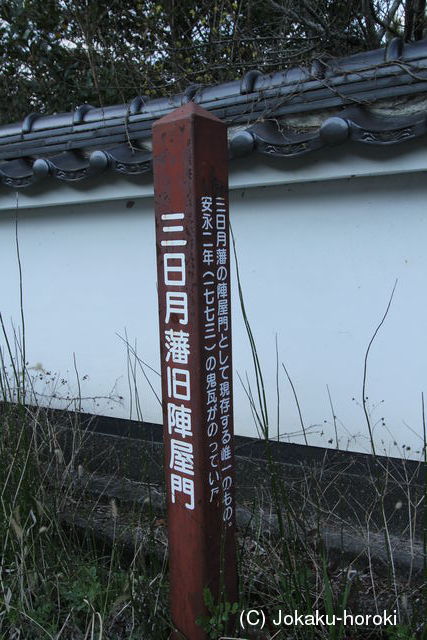 三日月藩旧陣屋門
三日月藩の陣屋門として現存する唯一のもの。
安永二年(一七七三)の鬼瓦がのってい
(C) Jokaku-horoki